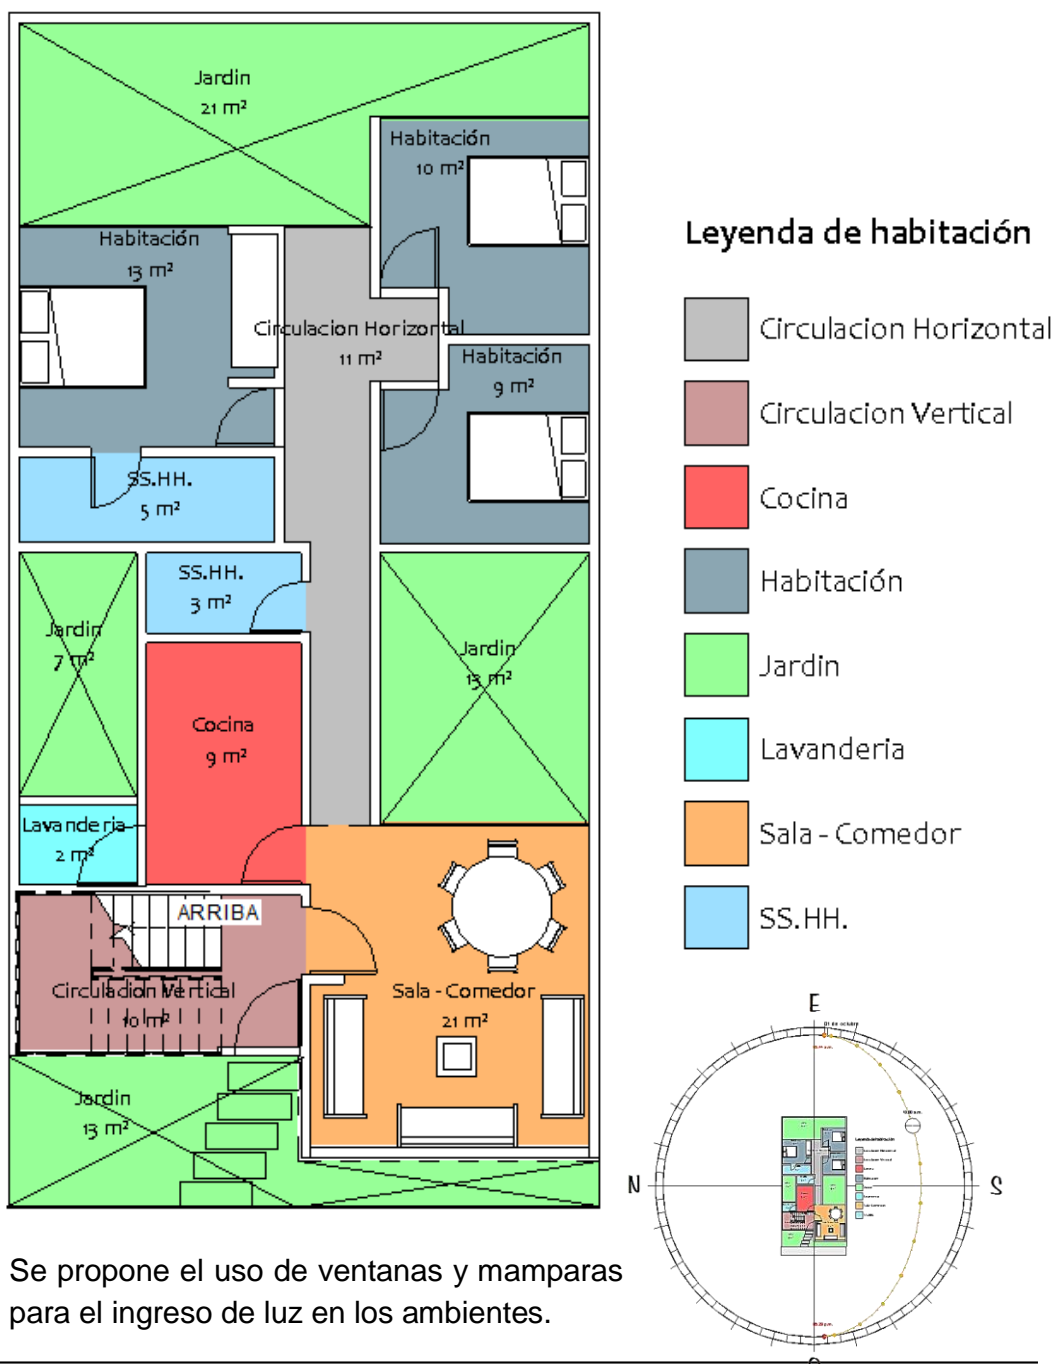 Jardin
21 m²
Habitación
10 m²
Habitación
13 m²
Circulacion Horizontal
11 m²
Habitación
9 m²
SS.HH.
5 m²
SS.HH.
3 m²
Jardin
7 m²
Jardin
13 m²
Cocina
9 m²
Lavanderia
2 m²
ARRIBA
Circulacion Vertical
10 m²
Sala - Comedor
21 m²
Jardin
13 m²
Leyenda de habitación
Circulacion Horizontal
Circulacion Vertical
Cocina
Habitación
Jardin
Lavanderia
Sala - Comedor
SS.HH.
E
N
S
Se propone el uso de ventanas y mamparas
para el ingreso de luz en los ambientes.